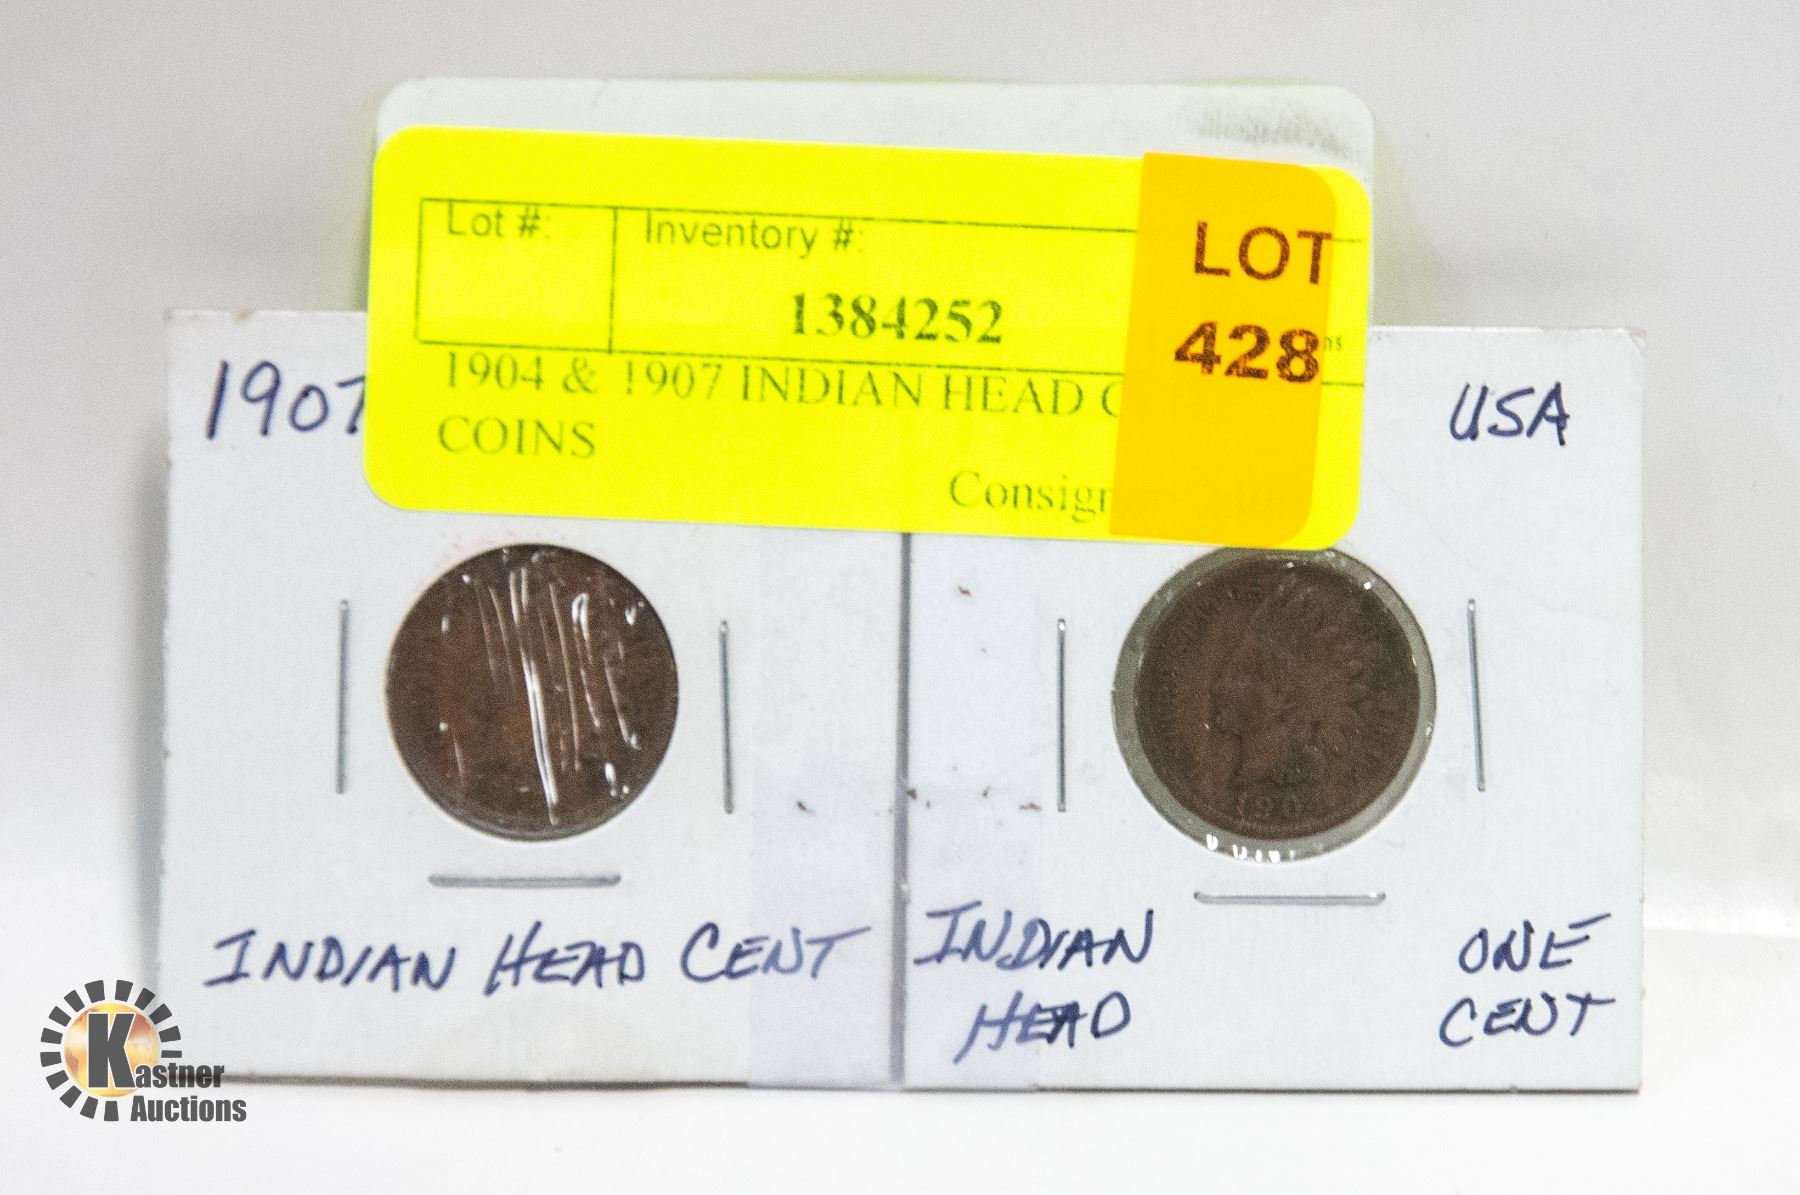 Lot #:
Inventory #:
1384252
LOT
428
1904 & 1907 INDIAN HEAD C
COINS
Consign
1907
USA
INDIAN HEAD CENT
INDIAN
HEAD
ONE
CENT
Kastner
Auctions